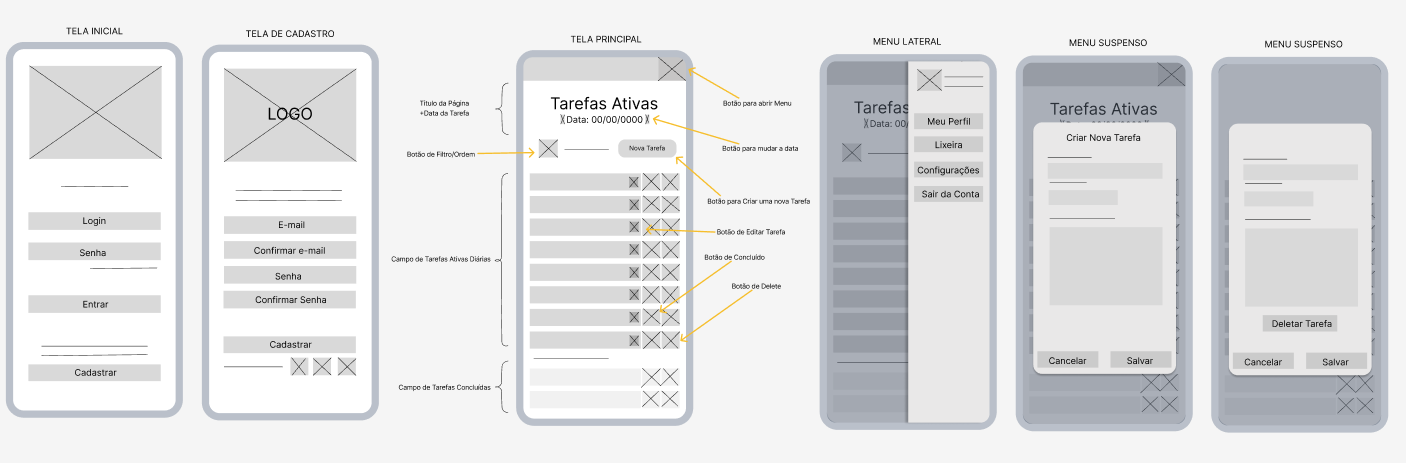 TELA INICIAL
Login
Senha
Entrar
Cadastrar
TELA DE CADASTRO
LOGO
E-mail
Confirmar e-mail
Senha
Confirmar Senha
Cadastrar
TELA PRINCIPAL
Titulo da Página
+Data da Tarefa
Botão de Filtro/Ordem
Campo de Tarefas Ativas Diárias
Campo de Tarefas Concluídas
Tarefas Ativas
Data: 00/00/0000
Nova Tarefa
Botão para abrir Menu
Botão para mudar a data
Botão para Criar uma nova Tarefa
Botão de Editar Tarefa
Botão de Concluído
Botão de Delete
MENU LATERAL
Tarefas
Data: 00/
Meu Perfil
Lixeira
Configurações
Sair da Conta
MENU SUSPENSO
Tarefas Ativas
Criar Nova Tarefa
Cancelar
Salvar
MENU SUSPENSO
Deletar Tarefa
Cancelar
Salvar